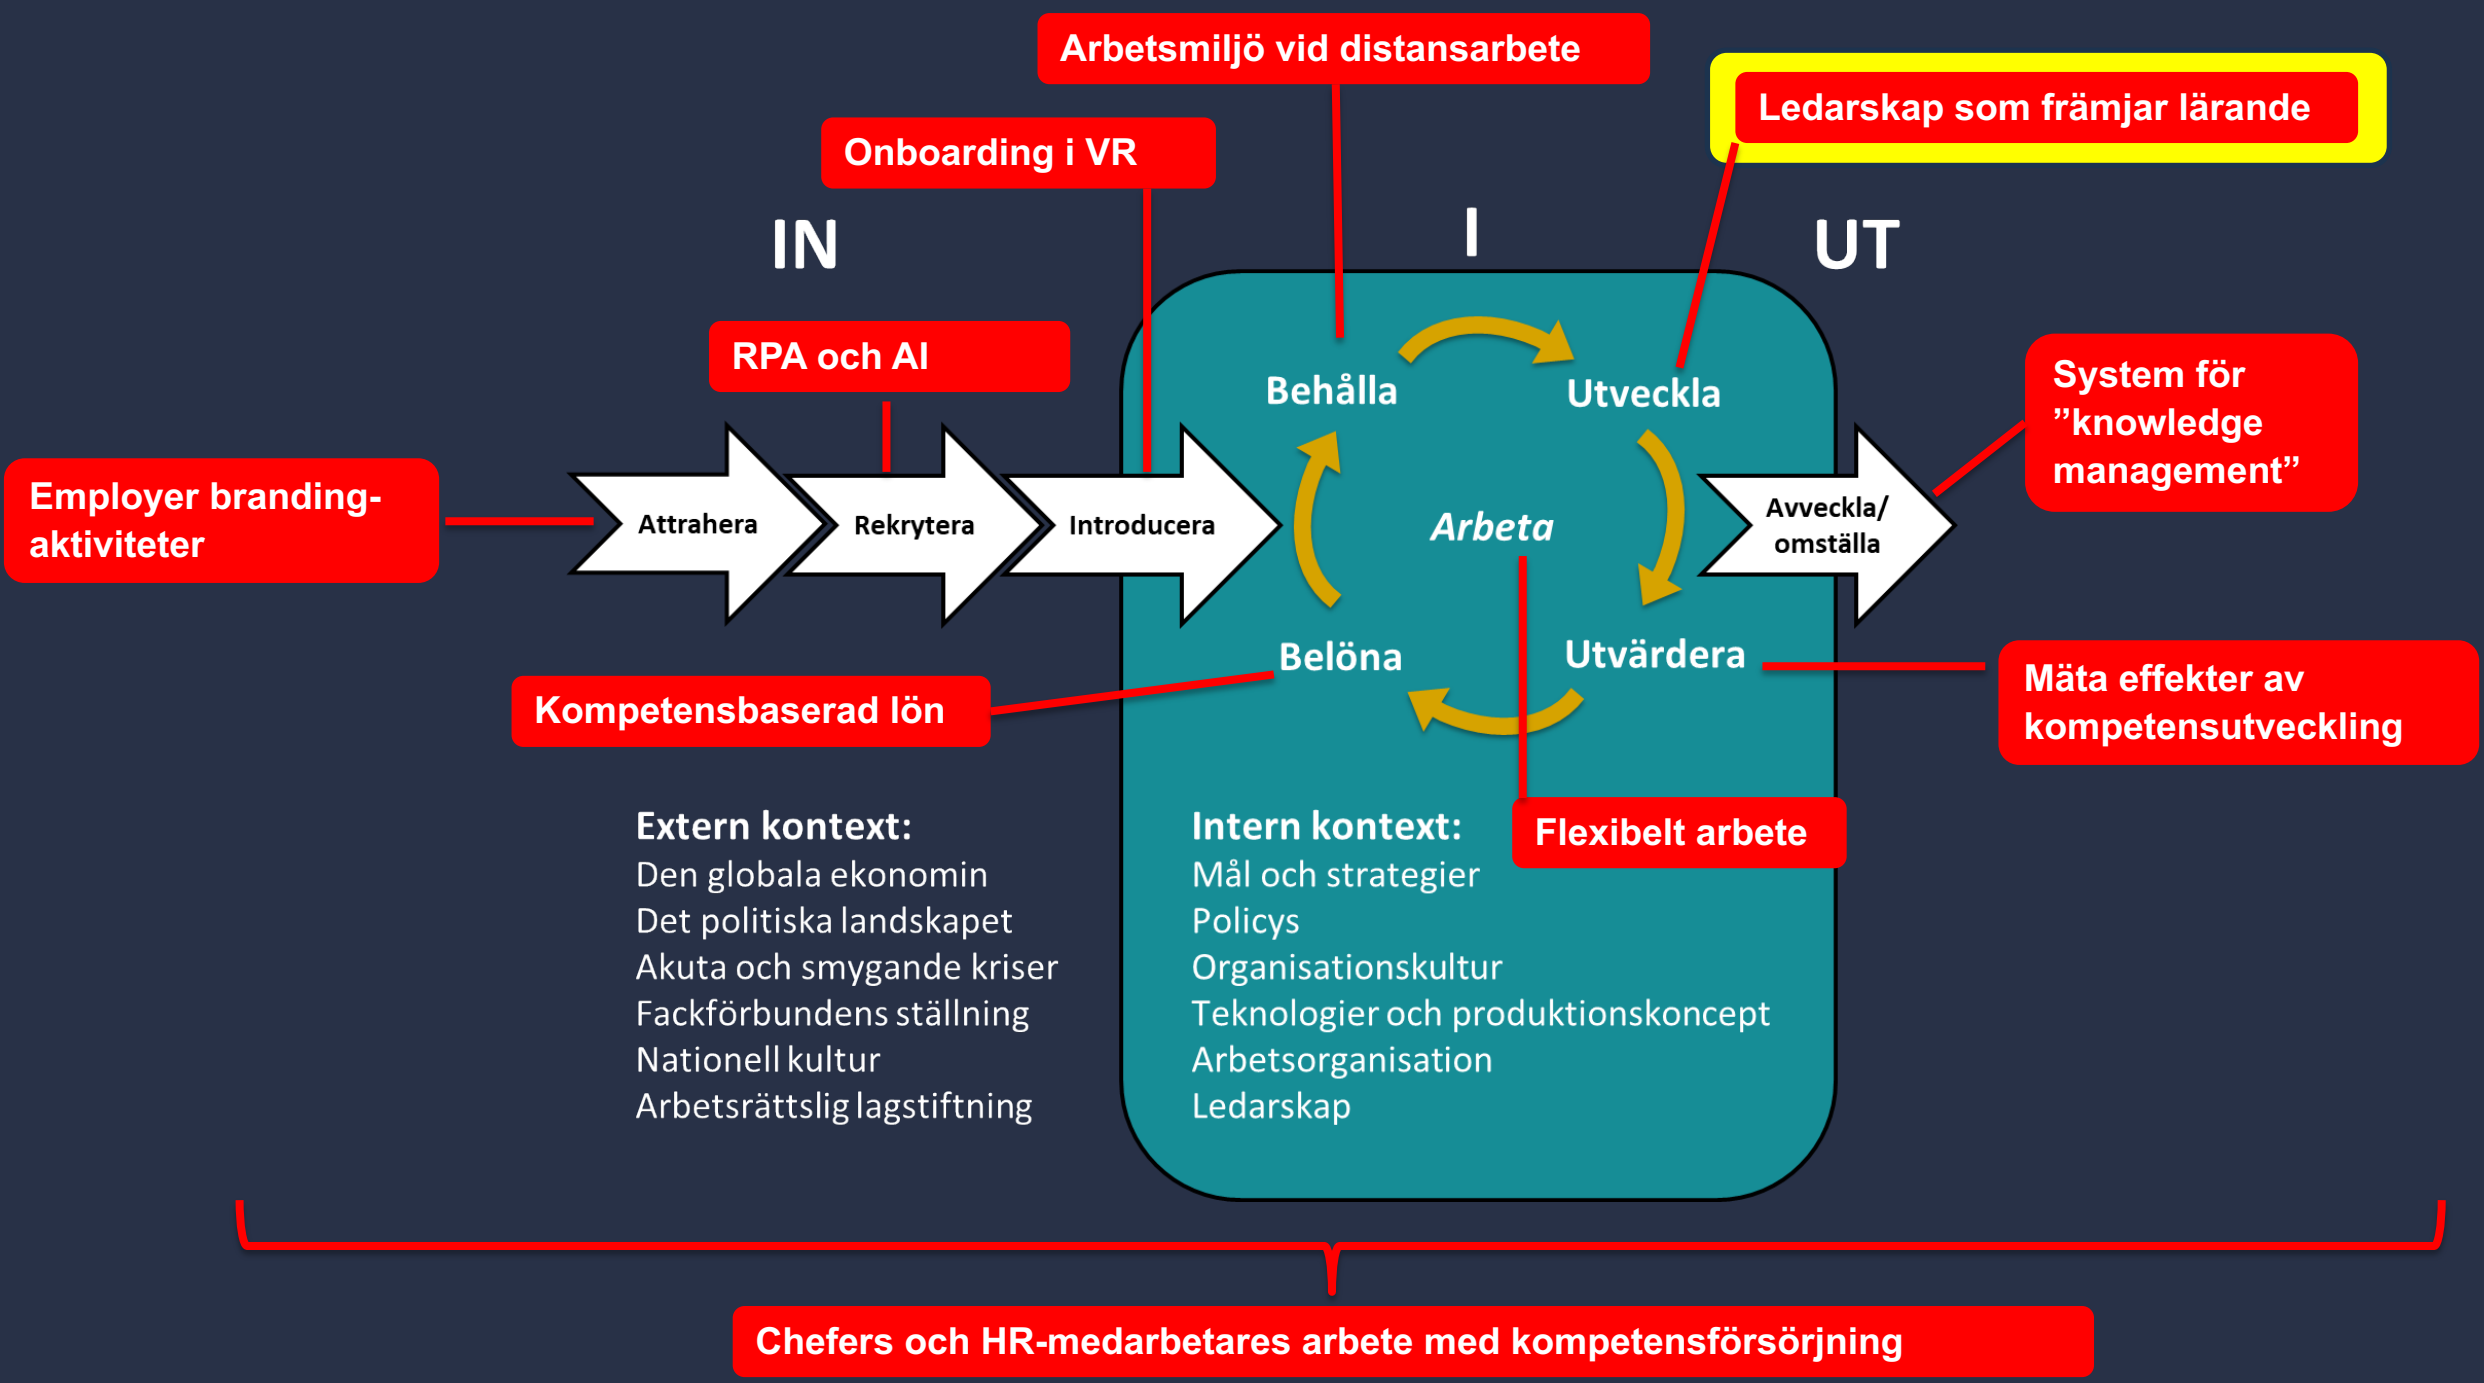 Arbetsmiljö vid distansarbete
Ledarskap som främjar lärande
Onboarding i VR
IN
I
UT
RPA och AI
System för
”knowledge
management”
Behålla
Utveckla
Employer branding-
aktiviteter
Attrahera
Rekrytera
Introducera
Arbeta
Avveckla/
omställa
Belöna
Utvärdera
Kompetensbaserad lön
Mäta effekter av
kompetensutveckling
Extern kontext:
Den globala ekonomin
Det politiska landskapet
Akuta och smygande kriser
Fackförbundens ställning
Nationell kultur
Arbetsrättslig lagstiftning
Intern kontext:
Mål och strategier
Policys
Organisationskultur
Teknologier och produktionskoncept
Arbetsorganisation
Ledarskap
Flexibelt arbete
Chefers och HR-medarbetares arbete med kompetensförsörjning